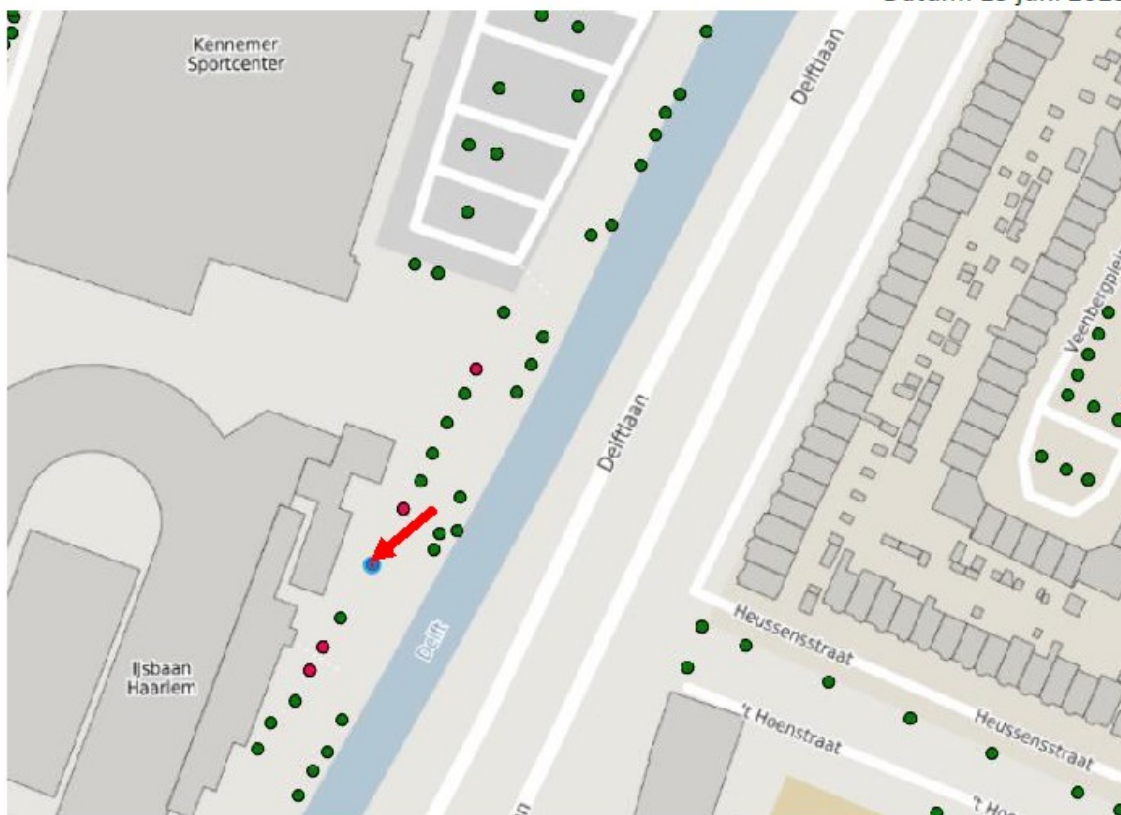 Kennemer
Sportcenter
Delftlaan
Veenbergplein
Delftlaan
Delft
IJsbaan
Haarlem
Heussensstraat
't Hoenstraat
Heussensstraat